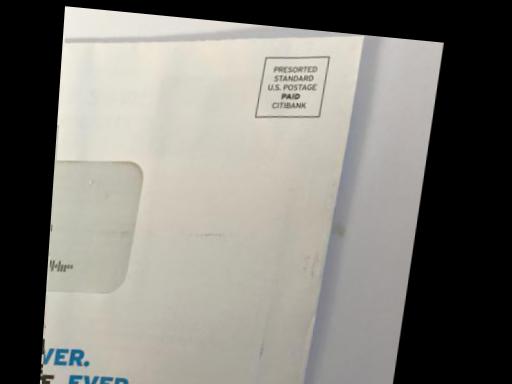 PRESORTED
STANDARD
U.S. POSTAGE
PAID
CITIBANK
VER.
E. EVER